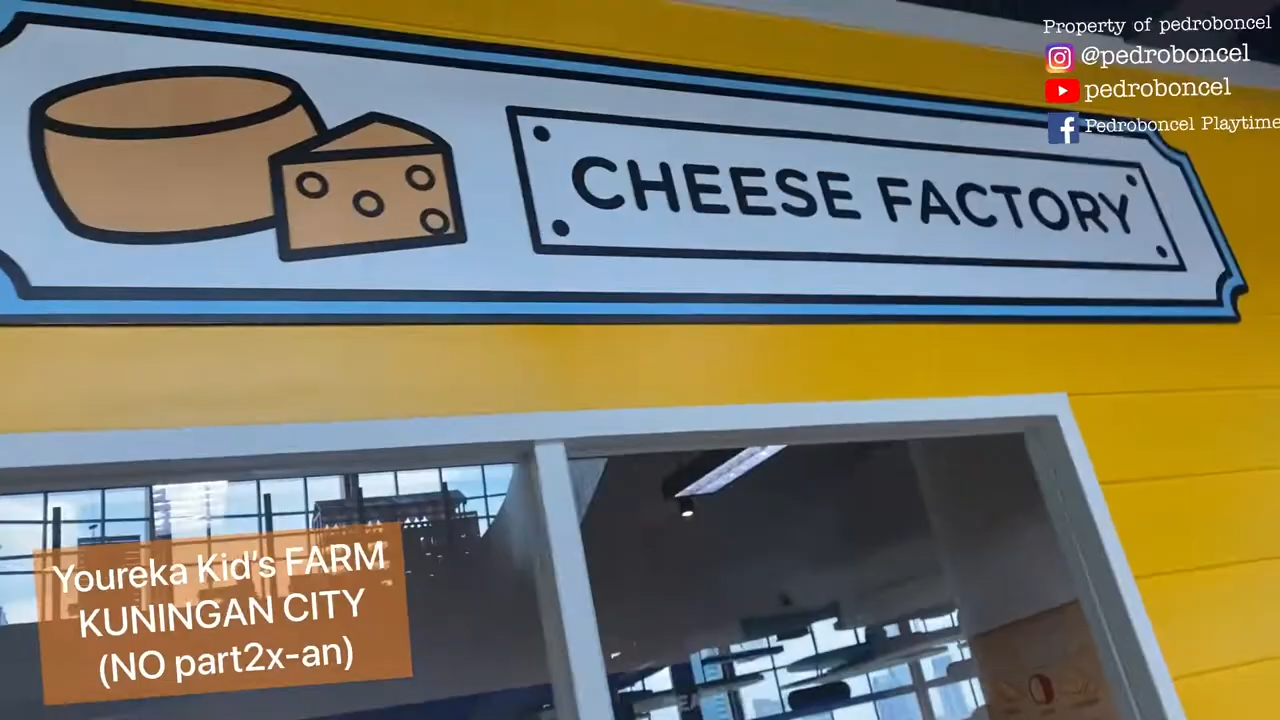 Property of pedroboncel
@pedroboncel
pedroboncel
Pedroboncel Playtime
CHEESE FACTORY
Youreka Kid's FARM
KUNINGAN CITY
(NO part2x-an)